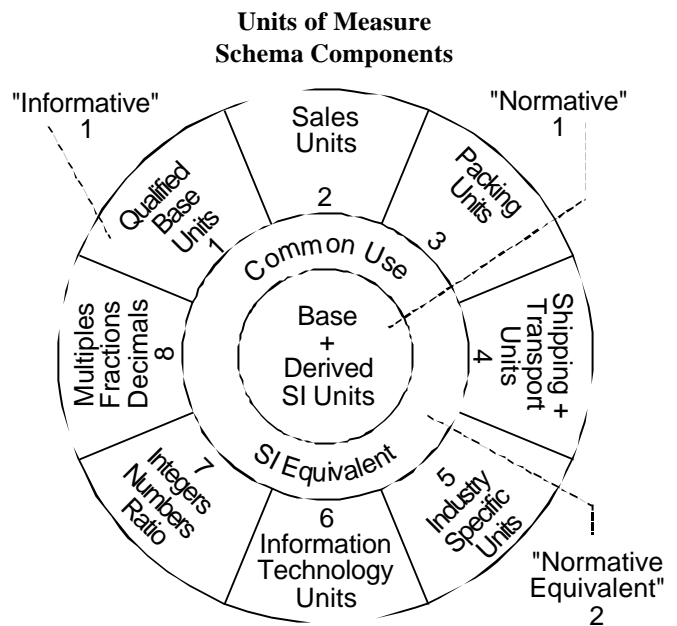 Units of Measure
Schema Components
"Informative"
1
"Normative"
1
Sales
Units
2
Packing
Units
3
Shipping +
Transport
Units
4
5
Industry
Specific
Units
6
Information
Technology
Units
7
Integers
Numbers
Ratio
Multiples
Fractions
Decimals
8
Qualified
Base
Units
1
Common Use
Base
+
Derived
SI Units
SI Equivalent
"Normative
Equivalent"
2